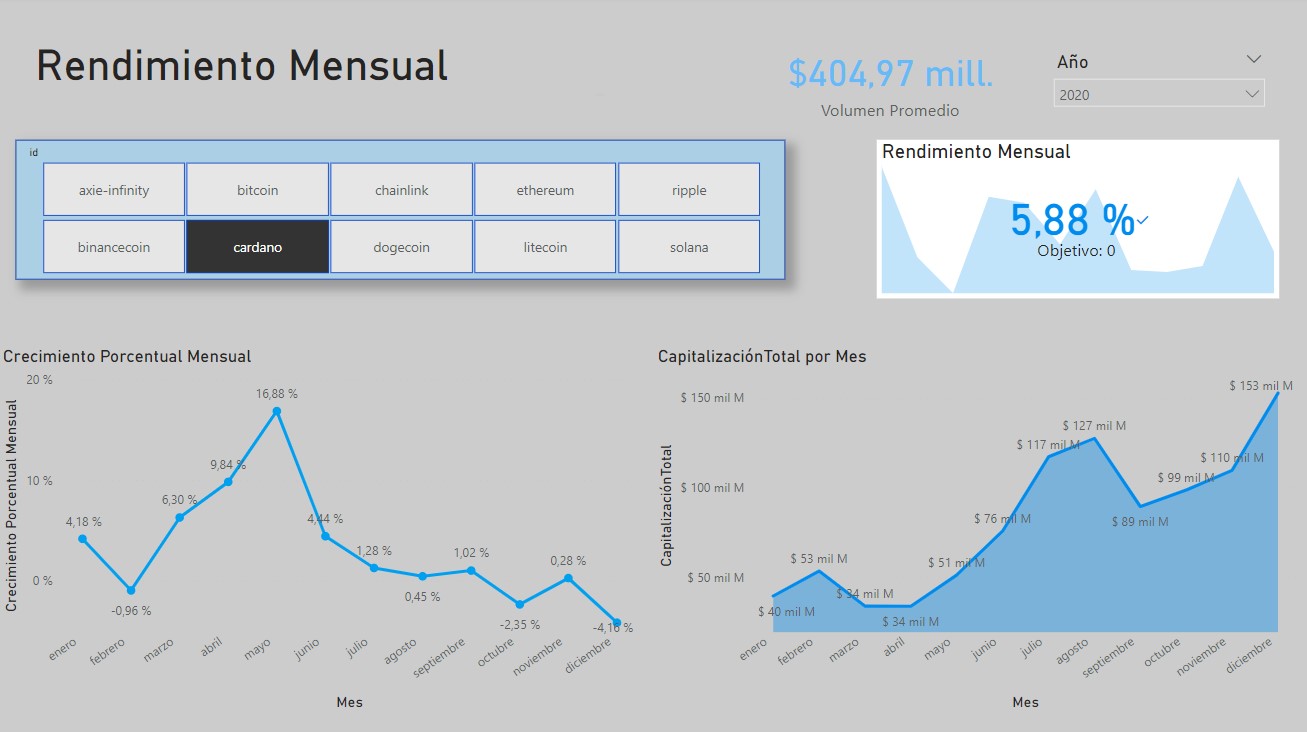 Rendimiento Mensual
$404,97 mill.
Volumen Promedio
Año
2020
id
axie-infinity
bitcoin
chainlink
ethereum
ripple
binancecoin
cardano
dogecoin
litecoin
solana
Rendimiento Mensual
5,88 %
Objetivo: 0
Crecimiento Porcentual Mensual
Crecimiento Porcentual Mensual
20 %
10 %
0 %
4,18 %
-0,96 %
6,30 %
9,84 %
16,88 %
4,44 %
1,28 %
0,45 %
1,02 %
-2,35 %
0,28 %
-4,16 %
enero
febrero
marzo
abril
mayo
junio
julio
agosto
septiembre
octubre
noviembre
diciembre
Mes
CapitalizaciónTotal por Mes
CapitalizaciónTotal
$ 150 mil M
$ 100 mil M
$ 50 mil M
$ 40 mil M
$ 53 mil M
$ 34 mil M
$ 34 mil M
$ 51 mil M
$ 76 mil M
$ 117 mil M
$ 127 mil M
$ 89 mil M
$ 99 mil M
$ 110 mil M
$ 153 mil M
enero
febrero
marzo
abril
mayo
junio
julio
agosto
septiembre
octubre
noviembre
diciembre
Mes